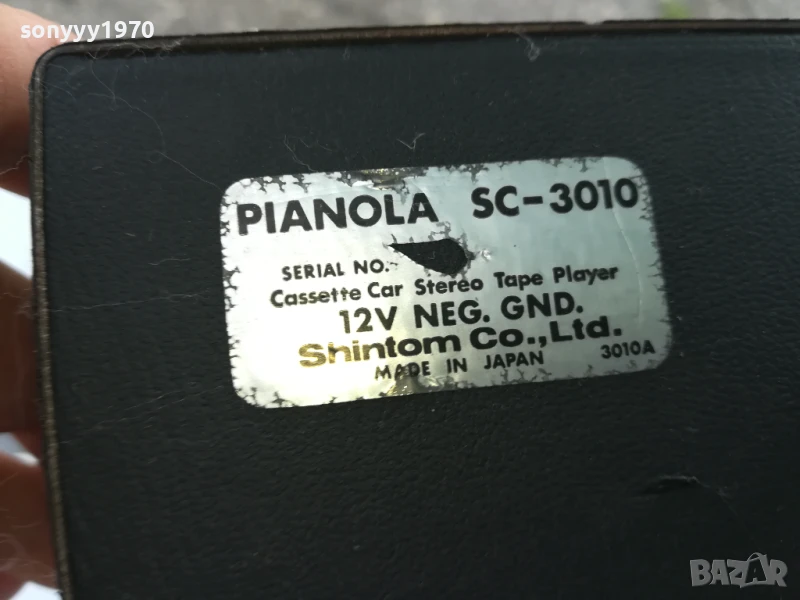 sonyyy1970
PIANOLA SC-3010
SERIAL NO.
Cassette Car Stereo Tape Player
12V NEG. GND.
Shintom Co.,Ltd.
MADE IN JAPAN 3010A
BAZAR